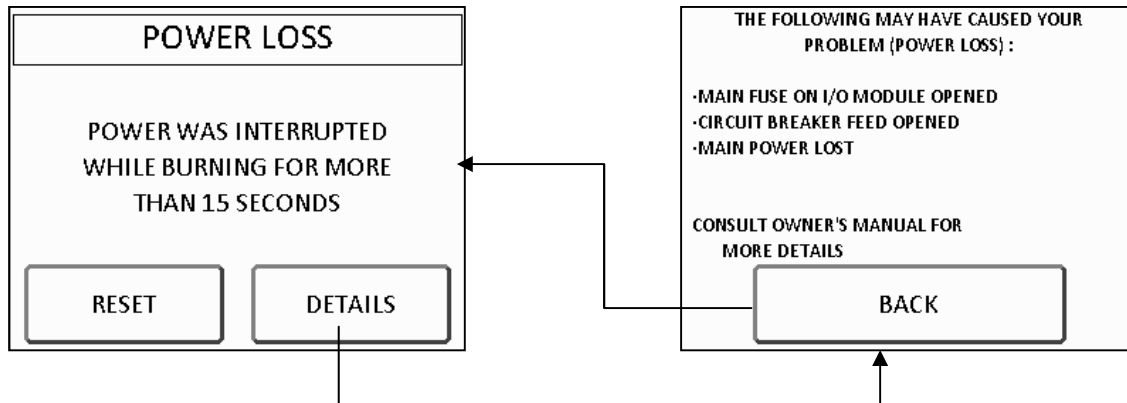 POWER LOSS
POWER WAS INTERRUPTED
WHILE BURNING FOR MORE
THAN 15 SECONDS
RESET
DETAILS
THE FOLLOWING MAY HAVE CAUSED YOUR
PROBLEM (POWER LOSS) :
·MAIN FUSE ON I/O MODULE OPENED
·CIRCUIT BREAKER FEED OPENED
·MAIN POWER LOST
CONSULT OWNER'S MANUAL FOR
MORE DETAILS
BACK